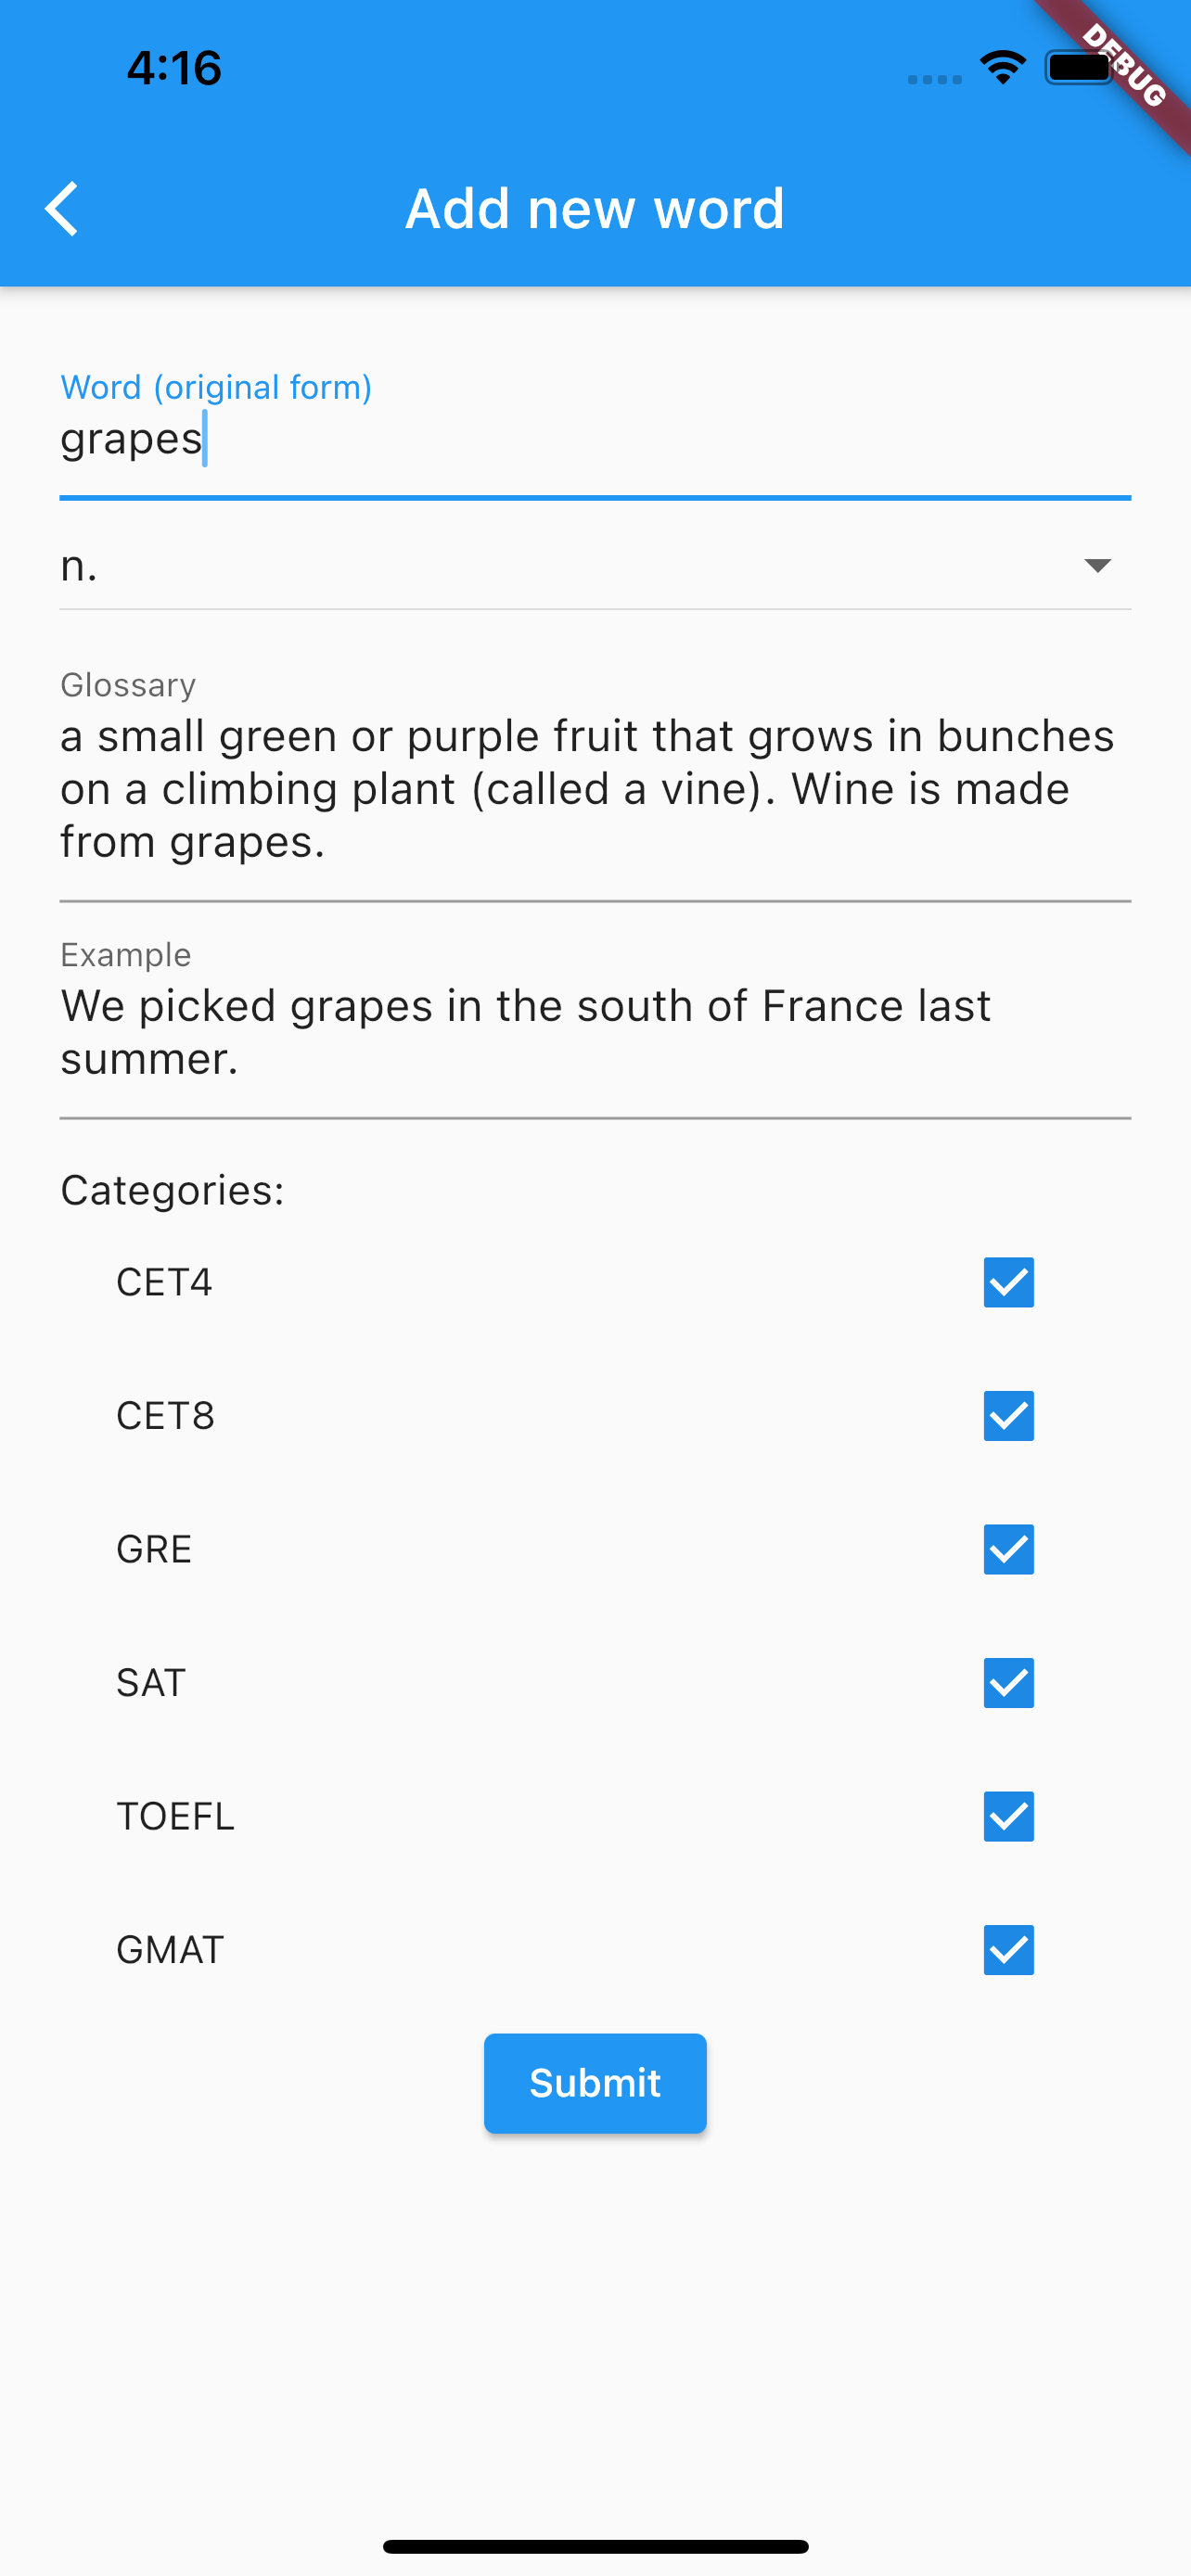 4:16
DEBUG
Add new word
Word (original form)
grapes
n.
Glossary
a small green or purple fruit that grows in bunches
on a climbing plant (called a vine). Wine is made
from grapes.
Example
We picked grapes in the south of France last
summer.
Categories:
CET4
CET8
GRE
SAT
TOEFL
GMAT
Submit